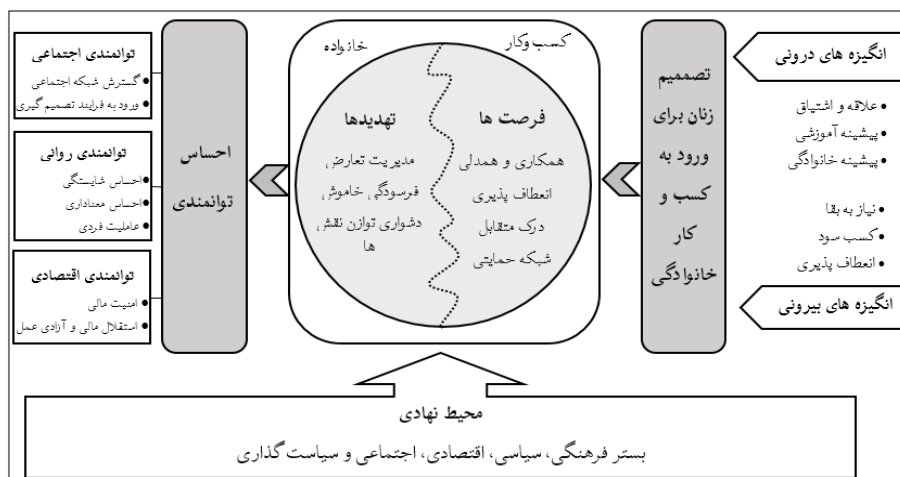 انگیزه های درونی
علاقه و اشتیاق
پیشینه آموزشی
پیشینه خانوادگی
نیاز به بقا
کسب سود
انعطاف پذیری
انگیزه های بیرونی
تصممیم
زنان برای
ورود به
کسب و
کار
خانوادگی
کسب وکار
خانواده
فرصت ها
همکاری و همدلی
انعطاف پذیری
درک متقابل
شبکه حمایتی
تهدیدها
مدیریت تعارض
فرسودگی خاموش
دشواری توازن نقش
ها
احساس
توانمندی
توانمندی اجتماعی
گسترش شبکه اجتماعی
ورود به فرایند تصمیم گیری
توانمندی روانی
احساس شایستگی
احساس معناداری
عاملیت فردی
توانمندی اقتصادی
امنیت مالی
استقلال مالی و آزادی عمل
محیط نهادی
بستر فرهنگی، سیاسی، اقتصادی، اجتماعی و سیاست گذاری